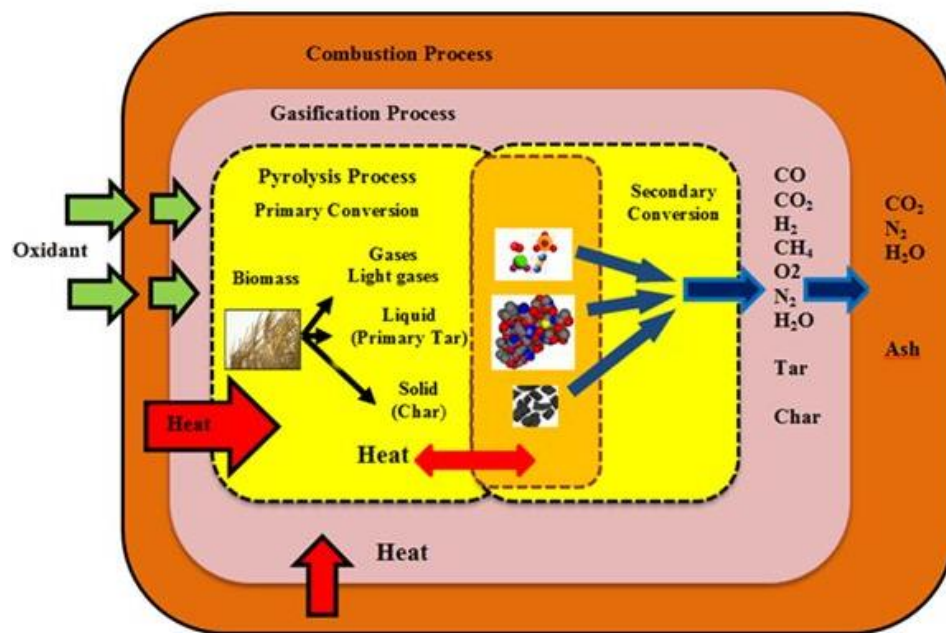 Combustion Process
Gasification Process
Pyrolysis Process
Primary Conversion
Secondary
Conversion
Oxidant
Biomass
Gases
Light gases
Liquid
(Primary Tar)
Solid
(Char)
Heat
Heat
Heat
CO
CO₂
H₂
CH₄
O2
N₂
H₂O
Tar
Char
CO₂
N₂
H₂O
Ash